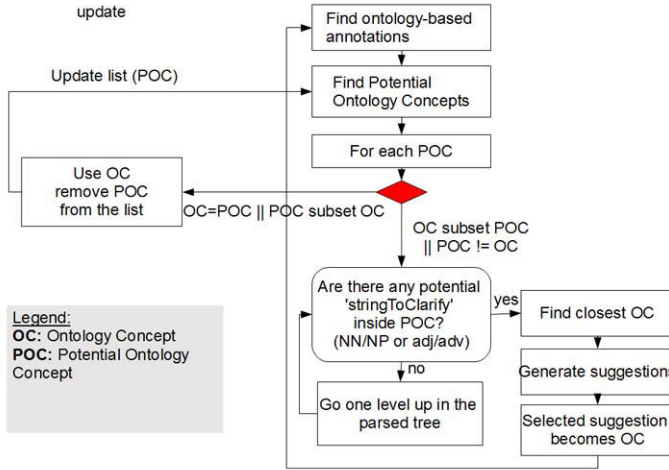 update
Find ontology-based
annotations
Update list (POC)
Find Potential
Ontology Concepts
For each POC
Use OC
remove POC
from the list
OC=POC || POC subset OC
OC subset POC
|| POC != OC
Are there any potential
'stringToClarify'
inside POC?
(NN/NP or adj/adv)
yes
Find closest OC
no
Generate suggestions
Go one level up in the
parsed tree
Selected suggestion
becomes OC
Legend:
OC: Ontology Concept
POC: Potential Ontology
Concept